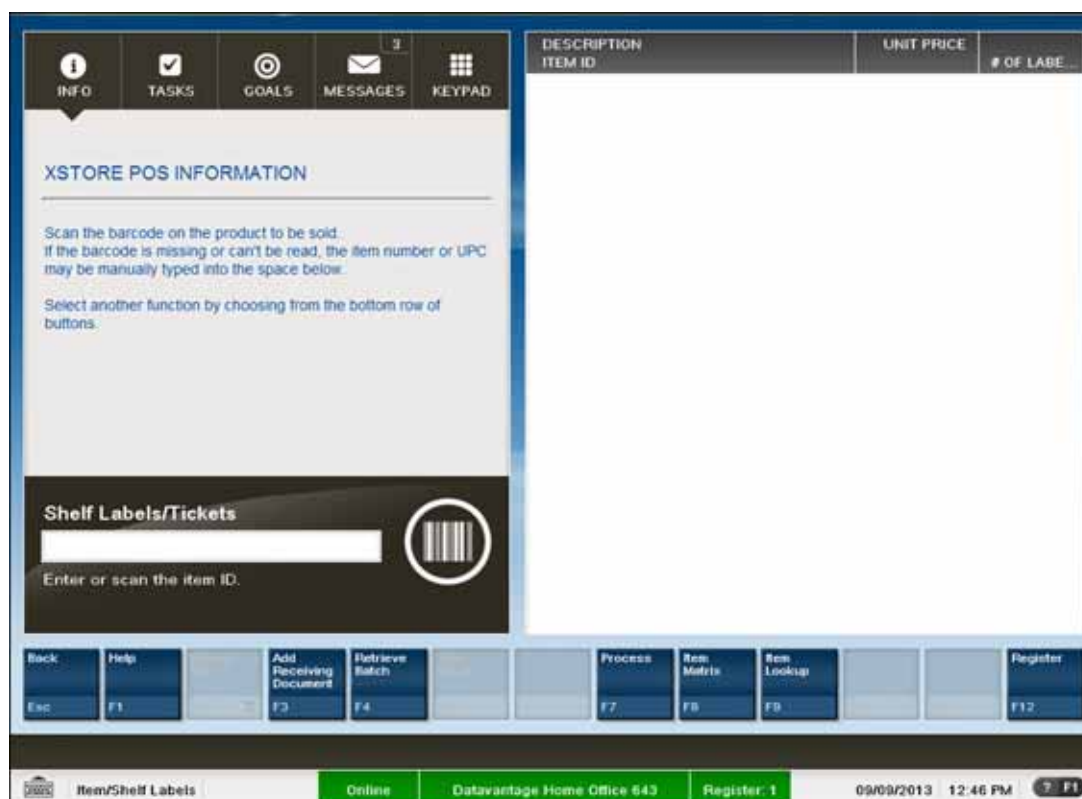 3
INFO TASKS GOALS MESSAGES KEYPAD
XSTORE POS INFORMATION
Scan the barcode on the product to be sold.
If the barcode is missing or can't be read, the item number or UPC
may be manually typed into the space below.
Select another function by choosing from the bottom row of
buttons.
Shelf Labels/Tickets
Enter or scan the item ID.
DESCRIPTION UNIT PRICE
ITEM ID # OF LABE...
Back Help Add Retrieve Process Item Item Register
Receiving Batch Matrix Lookup
Document
Esc F1 F3 F4 F7 F8 F9 F12
Item/Shelf Labels Online Datavantage Home Office 643 Register: 1 09/09/2013 12:46 PM ? F1